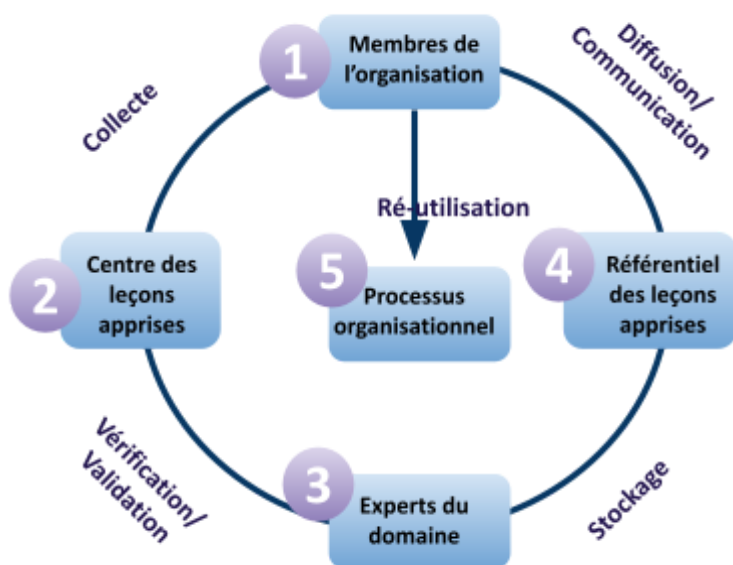 1
Membres de
l'organisation
Diffusion/
Communication
Collecte
Ré-utilisation
2
Centre des
leçons
apprises
5
Processus
organisationnel
4
Référentiel
des leçons
apprises
Vérification/
Validation
3
Experts du
domaine
Stockage